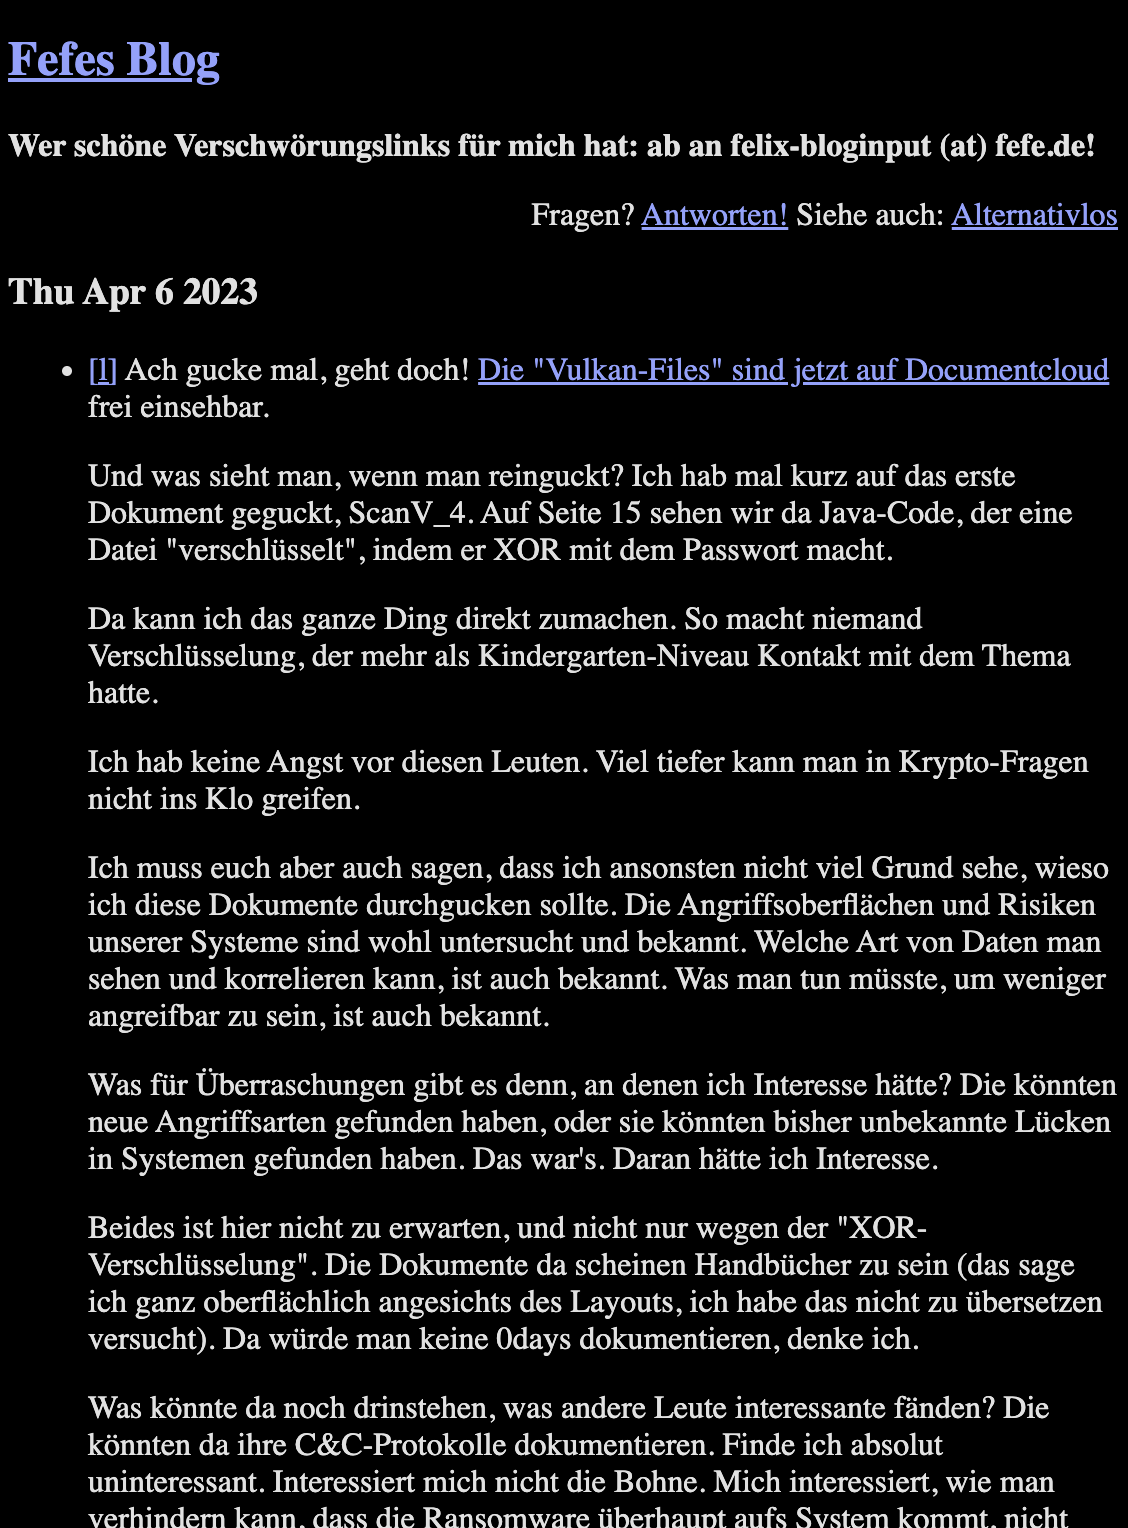 Fefes Blog
Wer schöne Verschwörungslinks für mich hat: ab an felix-bloginput (at) fefe.de!
Fragen? Antworten! Siehe auch: Alternativlos
Thu Apr 6 2023
[l] Ach gucke mal, geht doch! Die "Vulkan-Files" sind jetzt auf Documentcloud
frei einsehbar.
Und was sieht man, wenn man reinguckt? Ich hab mal kurz auf das erste
Dokument geguckt, ScanV_4. Auf Seite 15 sehen wir da Java-Code, der eine
Datei "verschlüsselt", indem er XOR mit dem Passwort macht.
Da kann ich das ganze Ding direkt zumachen. So macht niemand
Verschlüsselung, der mehr als Kindergarten-Niveau Kontakt mit dem Thema
hatte.
Ich hab keine Angst vor diesen Leuten. Viel tiefer kann man in Krypto-Fragen
nicht ins Klo greifen.
Ich muss euch aber auch sagen, dass ich ansonsten nicht viel Grund sehe, wieso
ich diese Dokumente durchgucken sollte. Die Angriffsoberflächen und Risiken
unserer Systeme sind wohl untersucht und bekannt. Welche Art von Daten man
sehen und korrelieren kann, ist auch bekannt. Was man tun müsste, um weniger
angreifbar zu sein, ist auch bekannt.
Was für Überraschungen gibt es denn, an denen ich Interesse hätte? Die könnten
neue Angriffsarten gefunden haben, oder sie könnten bisher unbekannte Lücken
in Systemen gefunden haben. Das war's. Daran hätte ich Interesse.
Beides ist hier nicht zu erwarten, und nicht nur wegen der "XOR-
Verschlüsselung". Die Dokumente da scheinen Handbücher zu sein (das sage
ich ganz oberflächlich angesichts des Layouts, ich habe das nicht zu übersetzen
versucht). Da würde man keine 0days dokumentieren, denke ich.
Was könnte da noch drinstehen, was andere Leute interessante fänden? Die
könnten da ihre C&C-Protokolle dokumentieren. Finde ich absolut
uninteressant. Interessiert mich nicht die Bohne. Mich interessiert, wie man
verhindern kann, dass die Ransomware überhaupt aufs System kommt, nicht